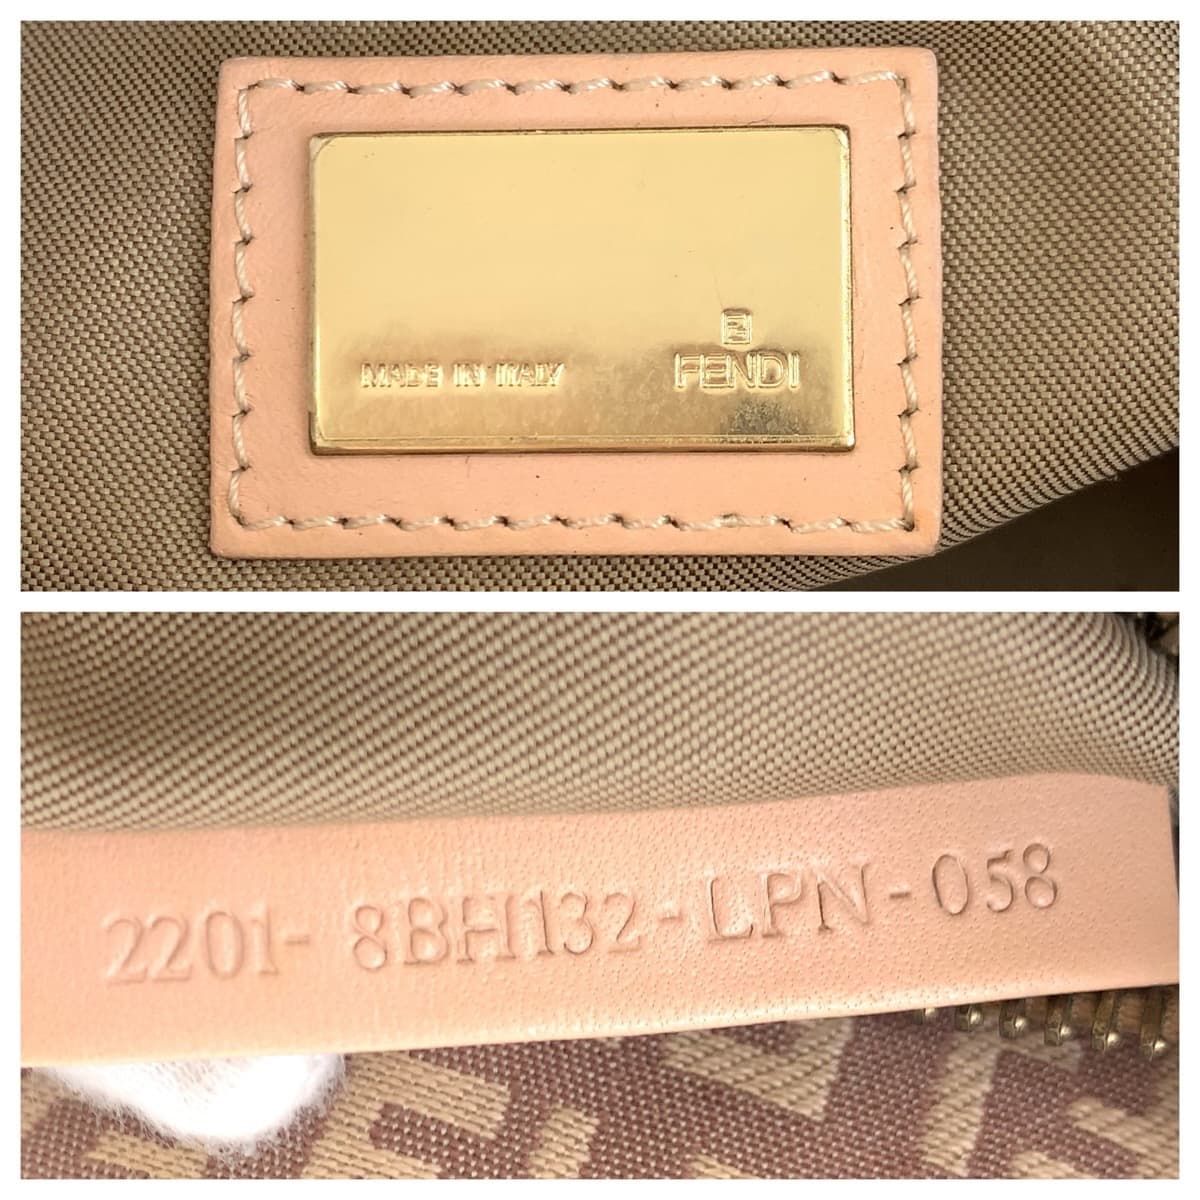 MADE IN ITALY
FENDI
2201-8BH132-LPN-058